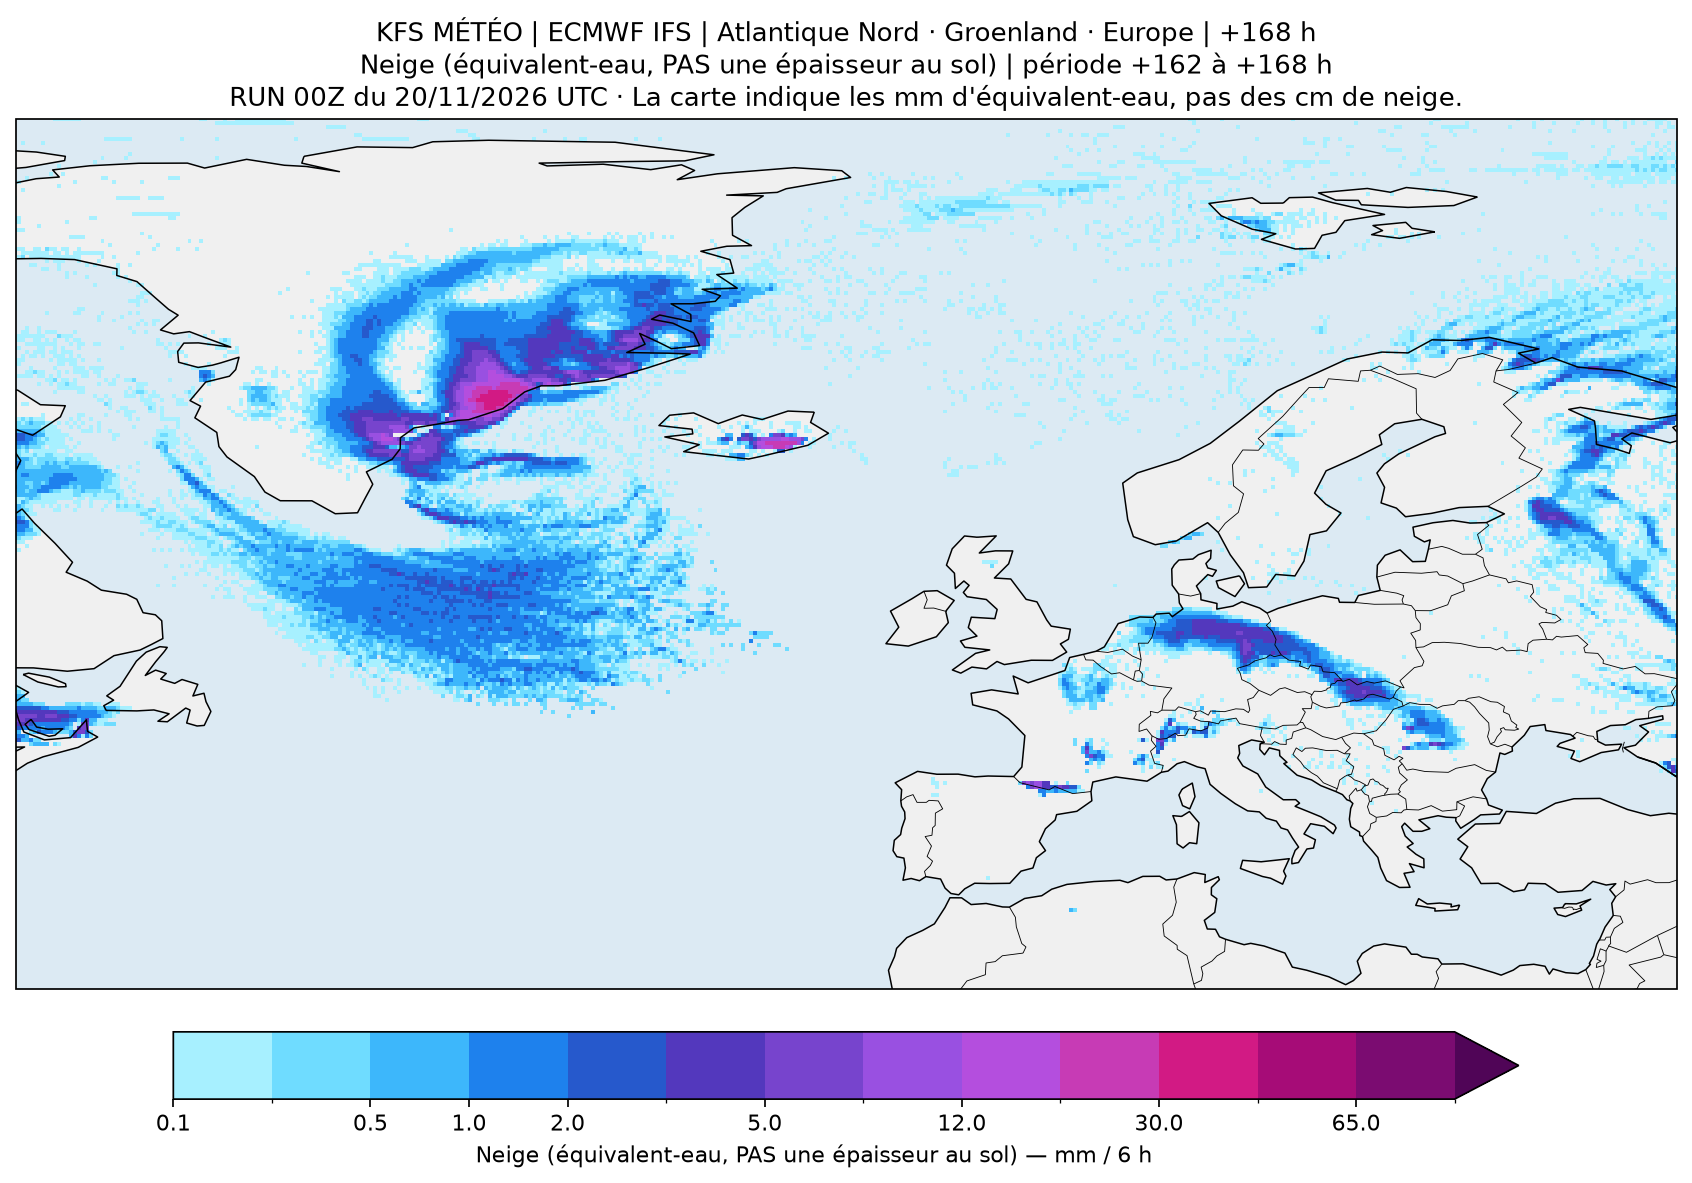 KFS MÉTÉO | ECMWF IFS | Atlantique Nord · Groenland · Europe | +168 h
Neige (équivalent-eau, PAS une épaisseur au sol) | période +162 à +168 h
RUN 00Z du 20/11/2026 UTC · La carte indique les mm d'équivalent-eau, pas des cm de neige.
0.1 0.5 1.0 2.0 5.0 12.0 30.0 65.0
Neige (équivalent-eau, PAS une épaisseur au sol) — mm / 6 h